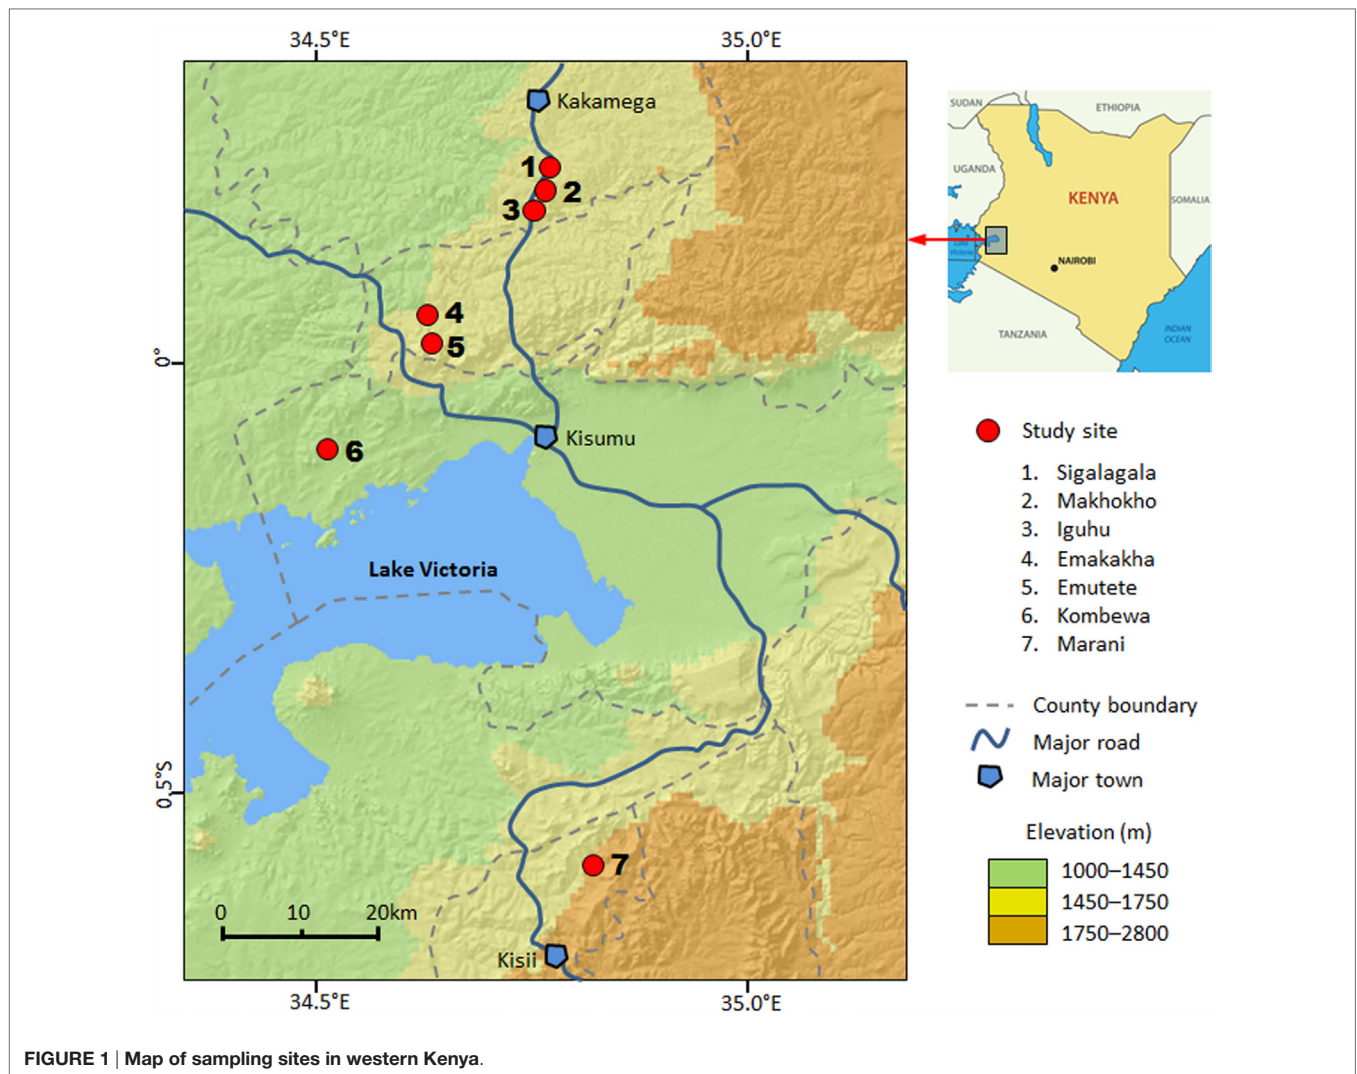 34.5°E
35.0°E
Kakamega
1
2
3
4
5
0°
Kisumu
6
Lake Victoria
0.5°S
7
0 10 20km
Kisii
34.5°E
35.0°E
SUDAN
ETHIOPIA
UGANDA
KENYA
SOMALIA
NAIROBI
TANZANIA
INDIAN
OCEAN
Study site
1. Sigalagala
2. Makhokho
3. Iguhu
4. Emakakha
5. Emutete
6. Kombewa
7. Marani
County boundary
Major road
Major town
Elevation (m)
1000–1450
1450–1750
1750–2800
FIGURE 1 | Map of sampling sites in western Kenya.